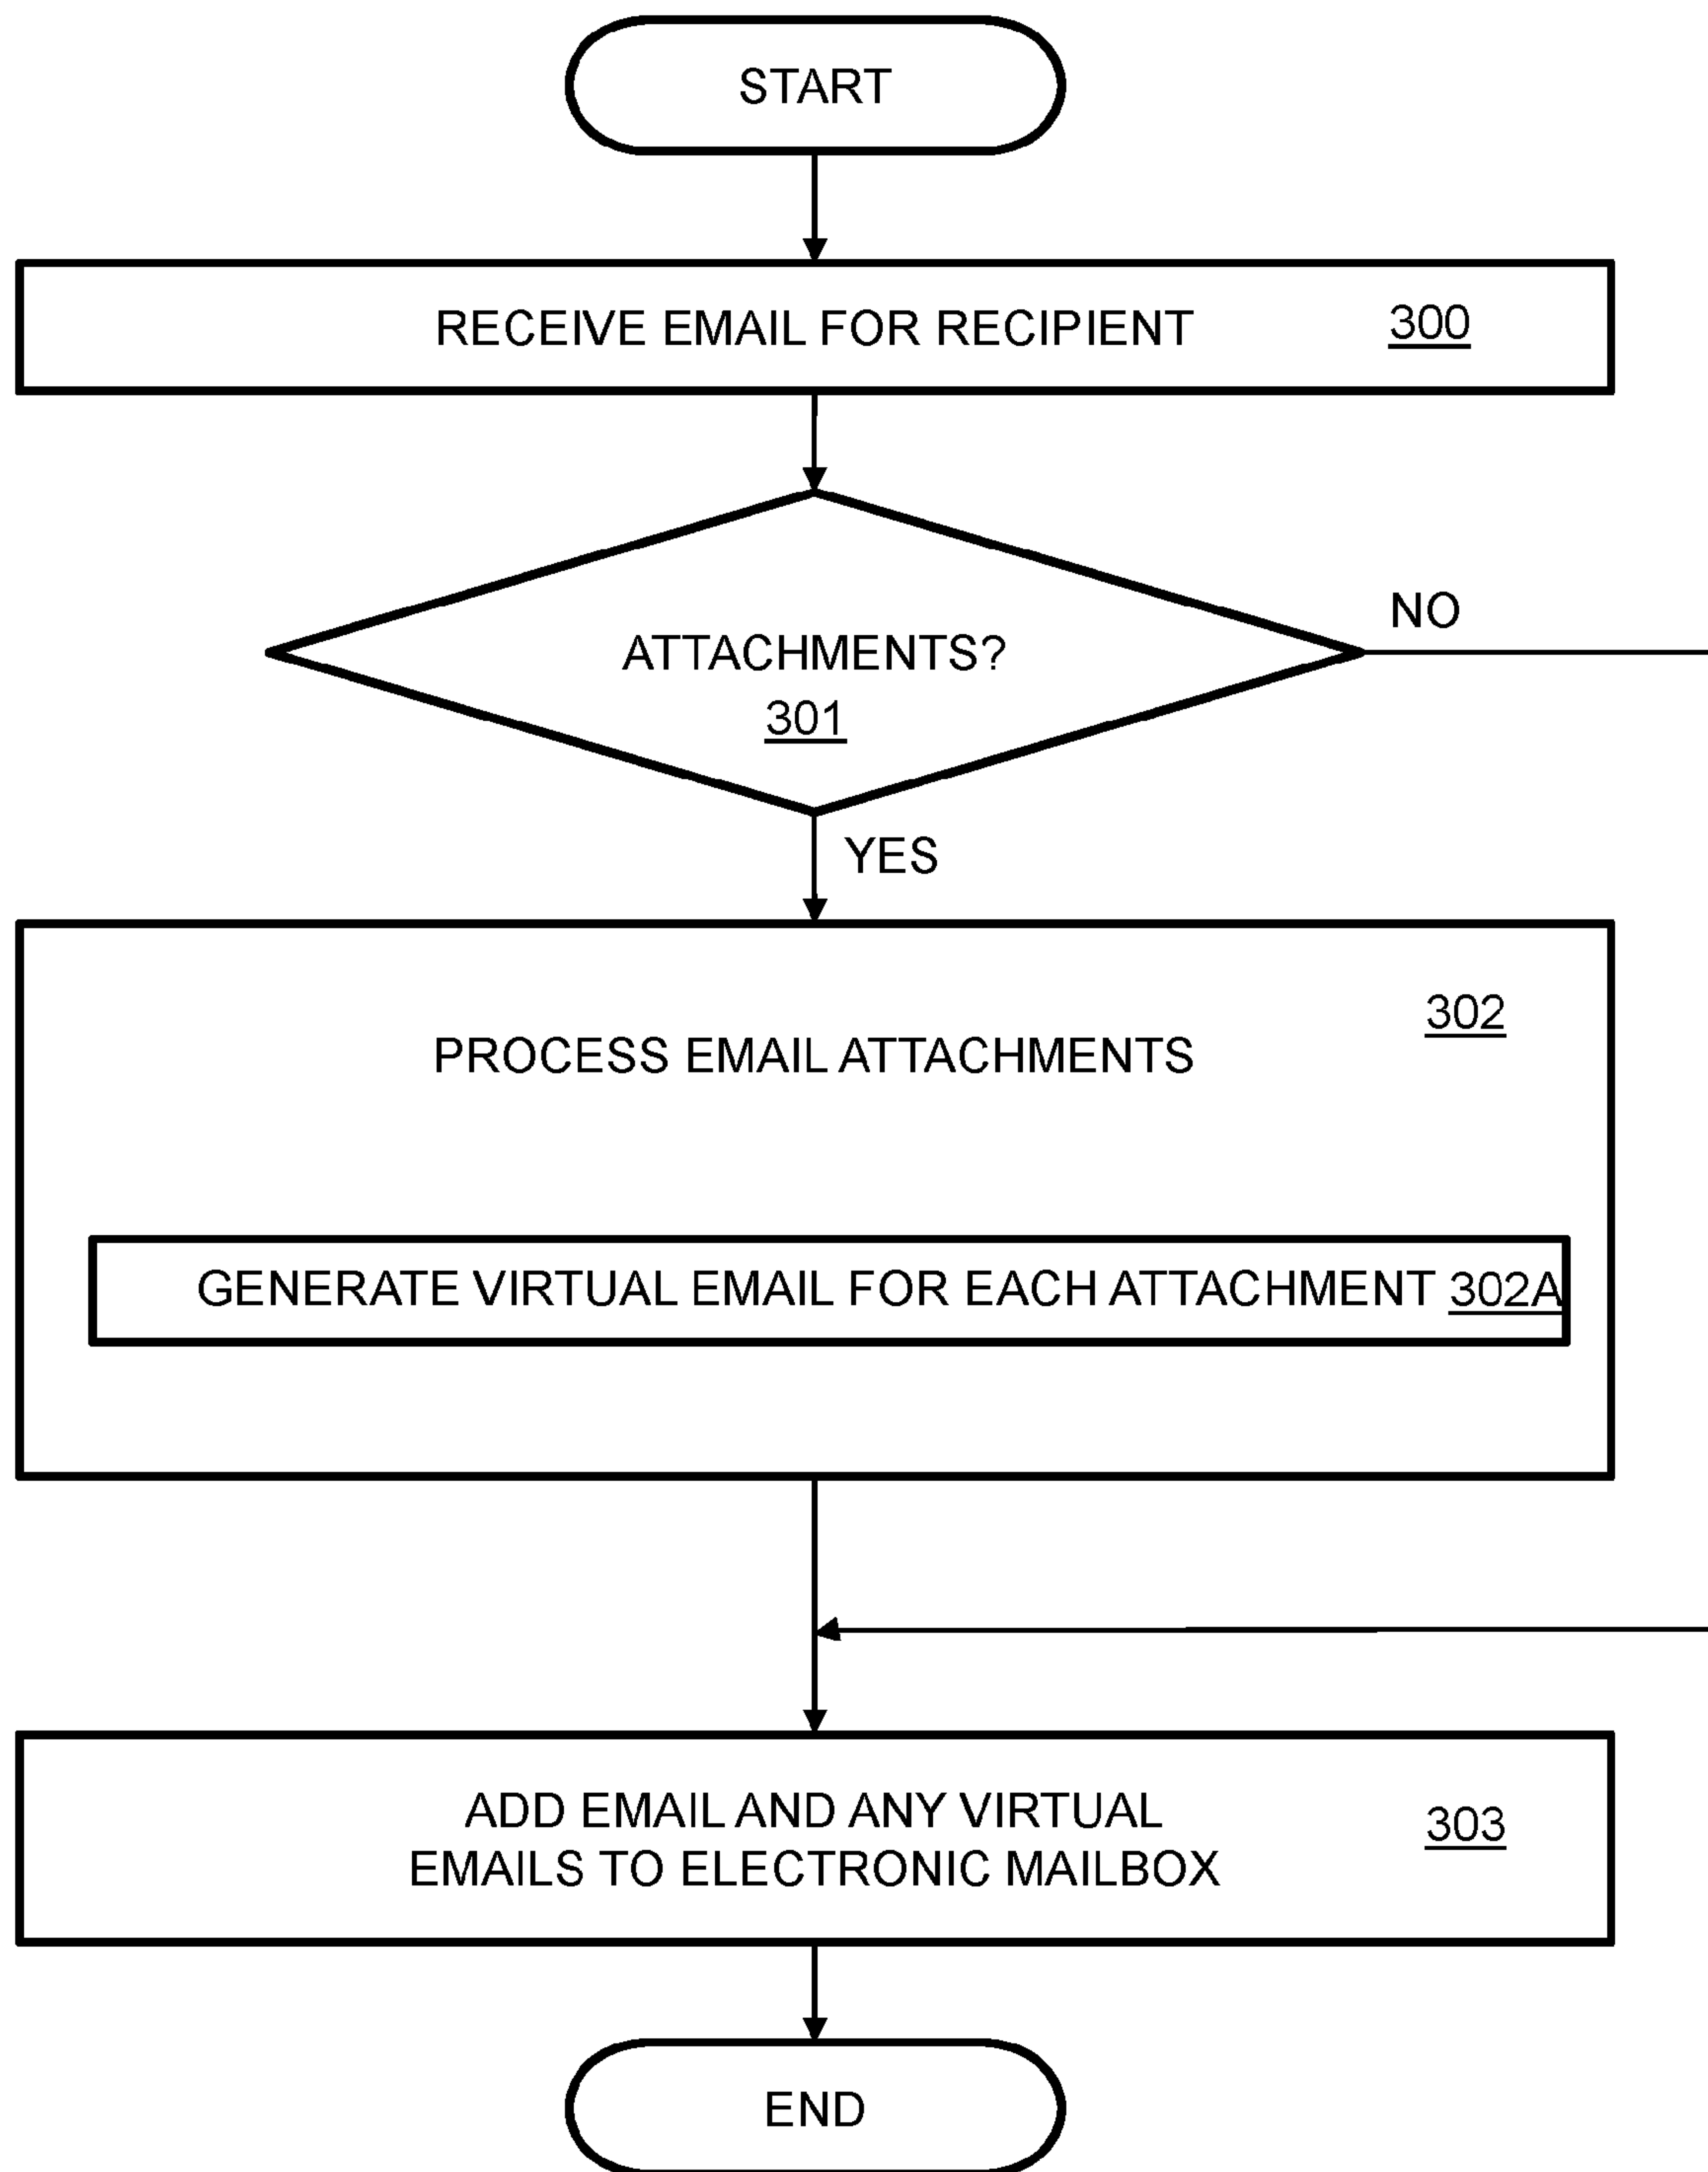 START
RECEIVE EMAIL FOR RECIPIENT 300
ATTACHMENTS?
301
NO
YES
302
PROCESS EMAIL ATTACHMENTS
GENERATE VIRTUAL EMAIL FOR EACH ATTACHMENT 302A
ADD EMAIL AND ANY VIRTUAL
EMAILS TO ELECTRONIC MAILBOX
303
END